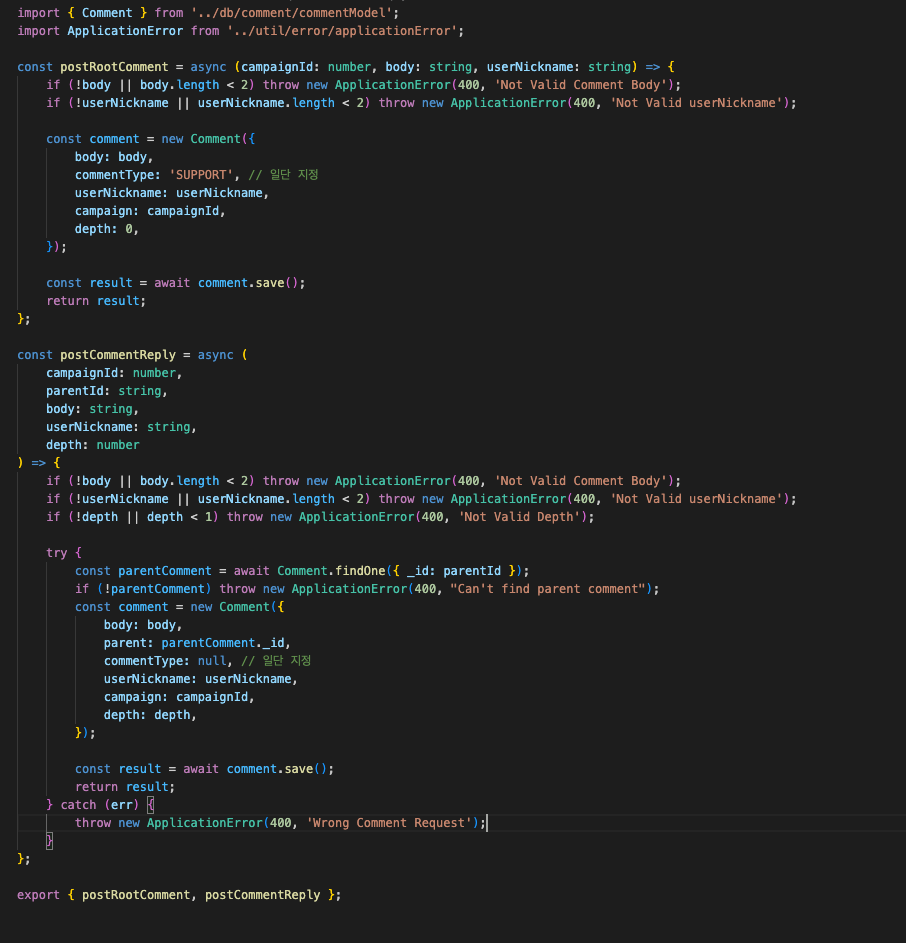 import { Comment } from '../db/comment/commentModel';
import ApplicationError from '../util/error/applicationError';

const postRootComment = async (campaignId: number, body: string, userNickname: string) => {
    if (!body || body.length < 2) throw new ApplicationError(400, 'Not Valid Comment Body');
    if (!userNickname || userNickname.length < 2) throw new ApplicationError(400, 'Not Valid userNickname');

    const comment = new Comment({
        body: body,
        commentType: 'SUPPORT', // 일단 지정
        userNickname: userNickname,
        campaign: campaignId,
        depth: 0,
    });

    const result = await comment.save();
    return result;
};

const postCommentReply = async (
    campaignId: number,
    parentId: string,
    body: string,
    userNickname: string,
    depth: number
) => {
    if (!body || body.length < 2) throw new ApplicationError(400, 'Not Valid Comment Body');
    if (!userNickname || userNickname.length < 2) throw new ApplicationError(400, 'Not Valid userNickname');
    if (!depth || depth < 1) throw new ApplicationError(400, 'Not Valid Depth');

    try {
        const parentComment = await Comment.findOne({ _id: parentId });
        if (!parentComment) throw new ApplicationError(400, "Can't find parent comment");
        const comment = new Comment({
            body: body,
            parent: parentComment._id,
            commentType: null, // 일단 지정
            userNickname: userNickname,
            campaign: campaignId,
            depth: depth,
        });

        const result = await comment.save();
        return result;
    } catch (err) {
        throw new ApplicationError(400, 'Wrong Comment Request');
    }
};

export { postRootComment, postCommentReply };